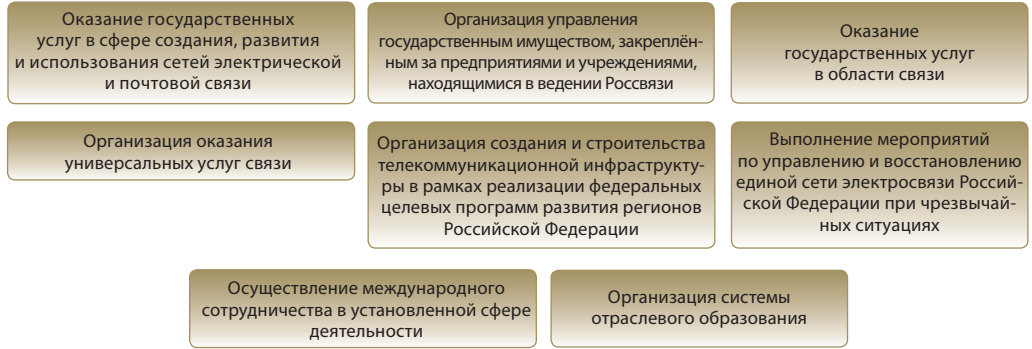 Оказание государственных
услуг в сфере создания, развития
и использования сетей электрической
и почтовой связи
Организация управления
государственным имуществом, закреплён-
ным за предприятиями и учреждениями,
находящимися в ведении Россвязи
Оказание
государственных услуг
в области связи
Организация оказания
универсальных услуг связи
Организация создания и строительства
телекоммуникационной инфраструкту-
ры в рамках реализации федеральных
целевых программ развития регионов
Российской Федерации
Выполнение мероприятий
по управлению и восстановлению
единой сети электросвязи Россий-
ской Федерации при чрезвычай-
ных ситуациях
Осуществление международного
сотрудничества в установленной сфере
деятельности
Организация системы
отраслевого образования